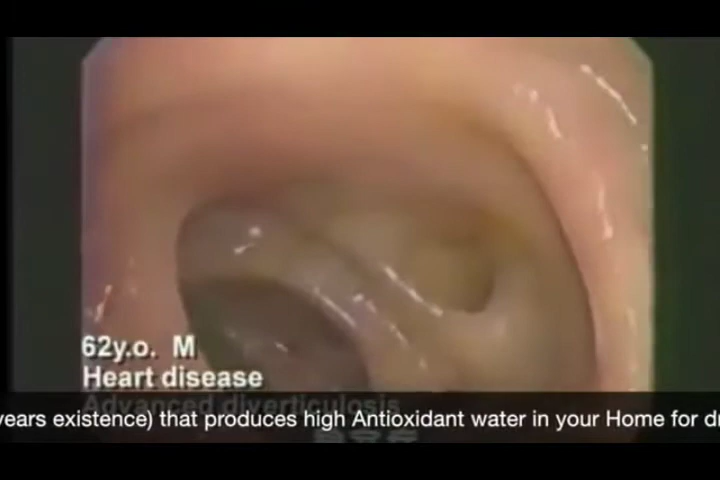 62y.o. M
Heart disease
Advanced diverticulosis
years existence) that produces high Antioxidant water in your Home for dr